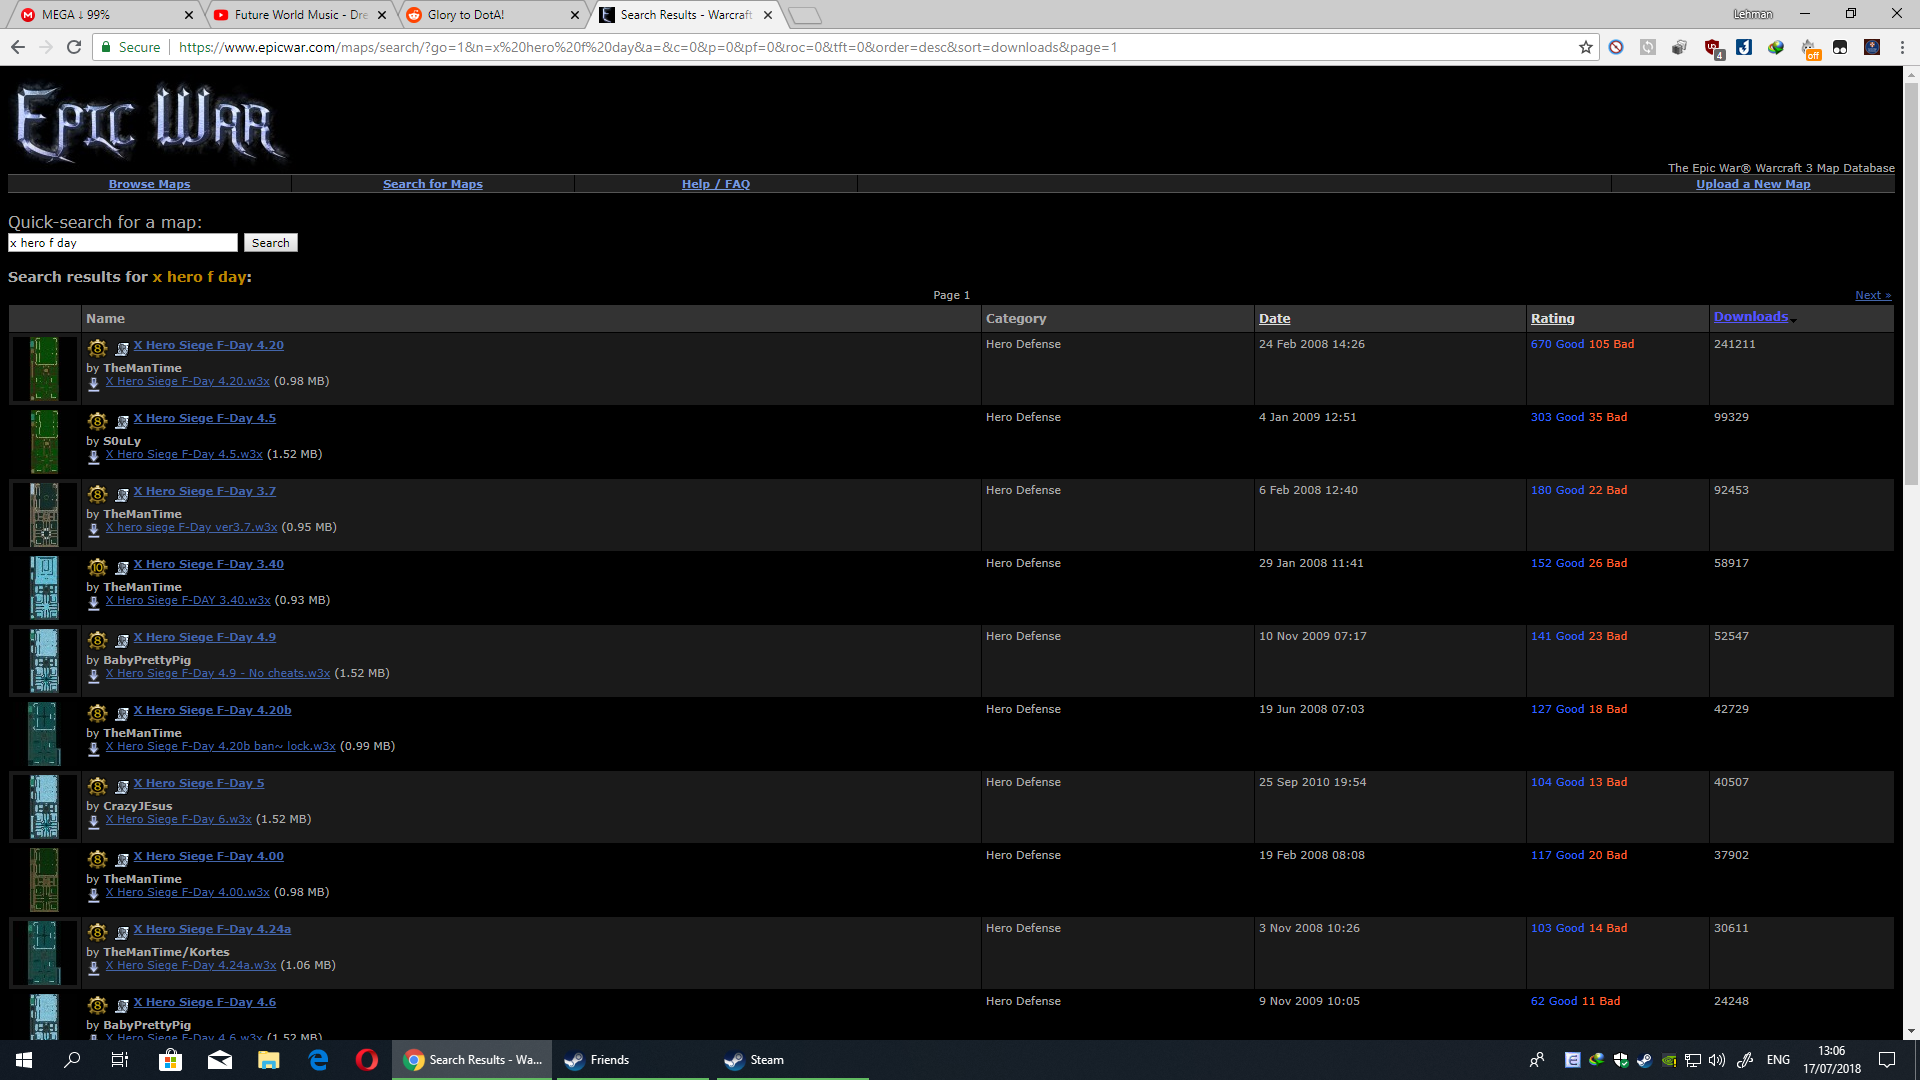 MEGA ↓ 99%
Future World Music - Dre
Glory to DotA!
Search Results - Warcraft
Lehman
Secure
https://www.epicwar.com/maps/search/?go=1&n=x%20hero%20f%20day&a=&c=0&p=0&pf=0&roc=0&tft=0&order=desc&sort=downloads&page=1
4
off
Epic War
The Epic War® Warcraft 3 Map Database
Browse Maps Search for Maps Help / FAQ Upload a New Map
Quick-search for a map:
x hero f day Search
Search results for x hero f day:
Page 1 Next »
Name Category Date Rating Downloads
8 X Hero Siege F-Day 4.20 Hero Defense 24 Feb 2008 14:26 670 Good 105 Bad 241211
by TheManTime
X Hero Siege F-Day 4.20.w3x (0.98 MB)
8 X Hero Siege F-Day 4.5 Hero Defense 4 Jan 2009 12:51 303 Good 35 Bad 99329
by S0uLy
X Hero Siege F-Day 4.5.w3x (1.52 MB)
8 X Hero Siege F-Day 3.7 Hero Defense 6 Feb 2008 12:40 180 Good 22 Bad 92453
by TheManTime
X hero siege F-Day ver3.7.w3x (0.95 MB)
10 X Hero Siege F-Day 3.40 Hero Defense 29 Jan 2008 11:41 152 Good 26 Bad 58917
by TheManTime
X Hero Siege F-DAY 3.40.w3x (0.93 MB)
8 X Hero Siege F-Day 4.9 Hero Defense 10 Nov 2009 07:17 141 Good 23 Bad 52547
by BabyPrettyPig
X Hero Siege F-Day 4.9 - No cheats.w3x (1.52 MB)
8 X Hero Siege F-Day 4.20b Hero Defense 19 Jun 2008 07:03 127 Good 18 Bad 42729
by TheManTime
X Hero Siege F-Day 4.20b ban~ lock.w3x (0.99 MB)
8 X Hero Siege F-Day 5 Hero Defense 25 Sep 2010 19:54 104 Good 13 Bad 40507
by CrazyJEsus
X Hero Siege F-Day 6.w3x (1.52 MB)
8 X Hero Siege F-Day 4.00 Hero Defense 19 Feb 2008 08:08 117 Good 20 Bad 37902
by TheManTime
X Hero Siege F-Day 4.00.w3x (0.98 MB)
8 X Hero Siege F-Day 4.24a Hero Defense 3 Nov 2008 10:26 103 Good 14 Bad 30611
by TheManTime/Kortes
X Hero Siege F-Day 4.24a.w3x (1.06 MB)
8 X Hero Siege F-Day 4.6 Hero Defense 9 Nov 2009 10:05 62 Good 11 Bad 24248
by BabyPrettyPig
X Hero Siege F-Day 4.6.w3x (1.52 MB)
Search Results - Wa...
Friends
Steam
ENG
13:06
17/07/2018